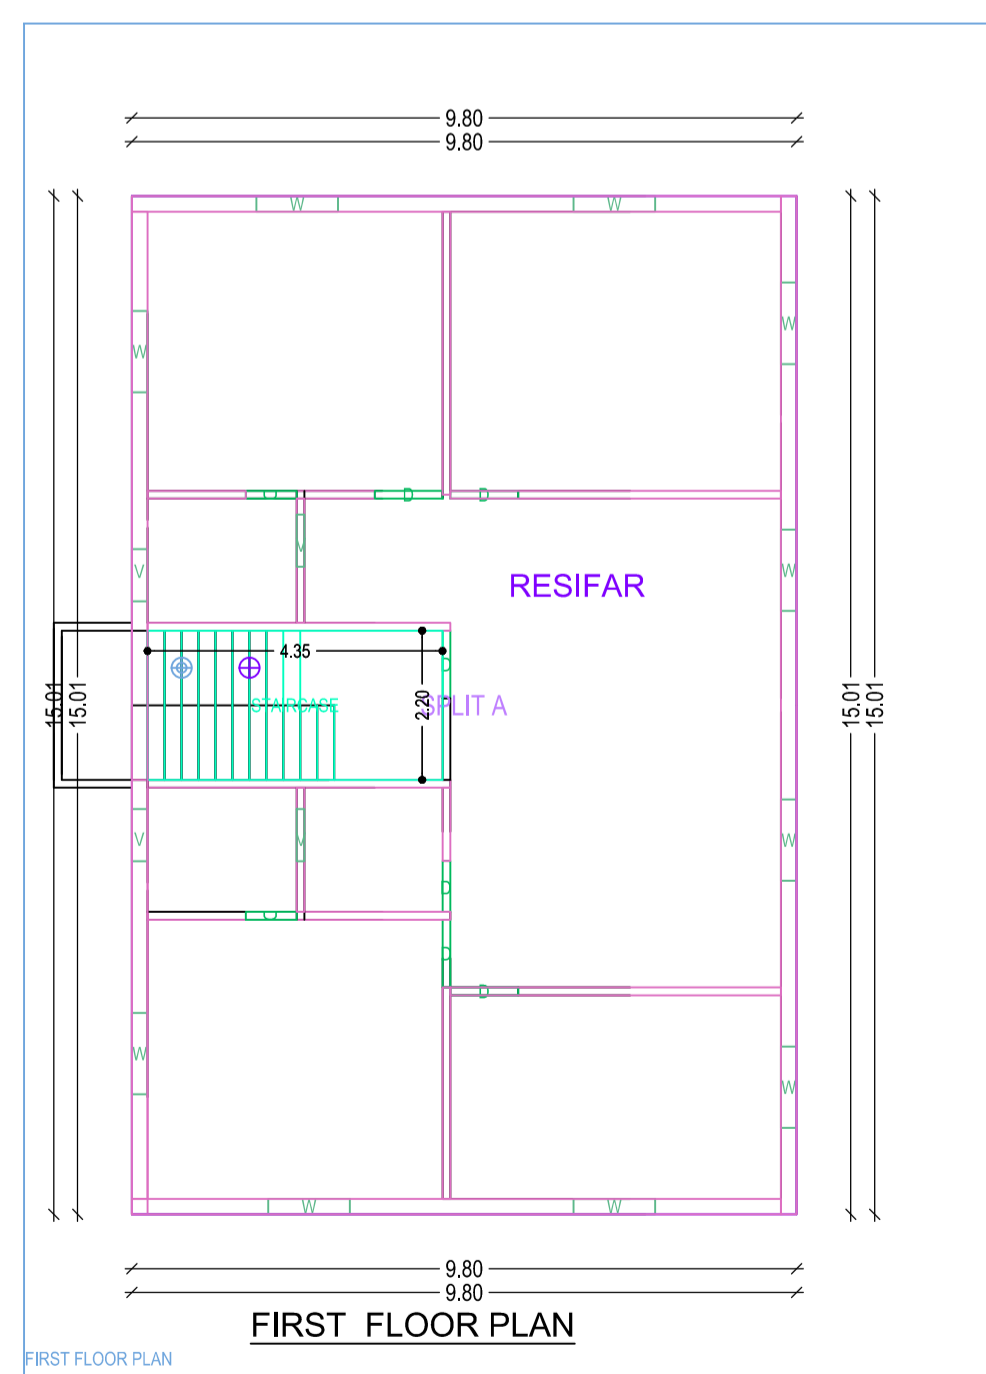 9.80
9.80
W
W
W
W
D
D
D
V
V
W
RESIFAR
15.01
15.01
4.35
D
STAIRCASE
2.20
SPLIT A
15.01
15.01
V
V
W
D
D
D
D
W
W
W
W
9.80
9.80
FIRST FLOOR PLAN
FIRST FLOOR PLAN